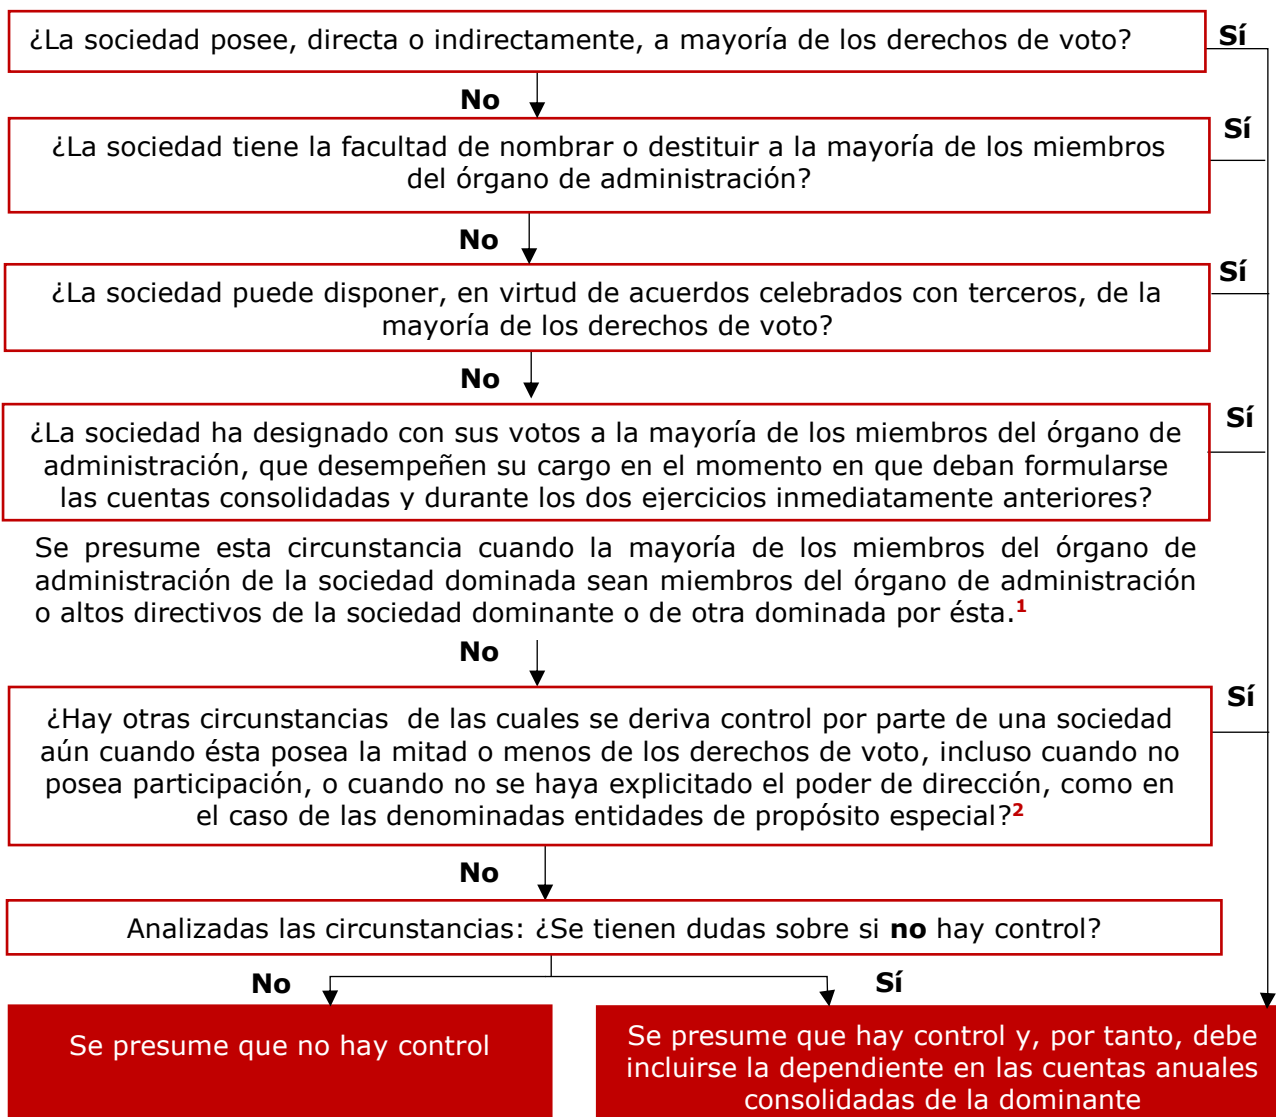 ¿La sociedad posee, directa o indirectamente, a mayoría de los derechos de voto?
Sí
No
¿La sociedad tiene la facultad de nombrar o destituir a la mayoría de los miembros
del órgano de administración?
Sí
No
¿La sociedad puede disponer, en virtud de acuerdos celebrados con terceros, de la
mayoría de los derechos de voto?
Sí
No
¿La sociedad ha designado con sus votos a la mayoría de los miembros del órgano de
administración, que desempeñen su cargo en el momento en que deban formularse
las cuentas consolidadas y durante los dos ejercicios inmediatamente anteriores?
Sí
Se presume esta circunstancia cuando la mayoría de los miembros del órgano de
administración de la sociedad dominada sean miembros del órgano de administración
o altos directivos de la sociedad dominante o de otra dominada por ésta.1
No
¿Hay otras circunstancias de las cuales se deriva control por parte de una sociedad
aún cuando ésta posea la mitad o menos de los derechos de voto, incluso cuando no
posea participación, o cuando no se haya explicitado el poder de dirección, como en
el caso de las denominadas entidades de propósito especial?2
Sí
No
Analizadas las circunstancias: ¿Se tienen dudas sobre si no hay control?
No
Sí
Se presume que no hay control
Se presume que hay control y, por tanto, debe
incluirse la dependiente en las cuentas anuales
consolidadas de la dominante